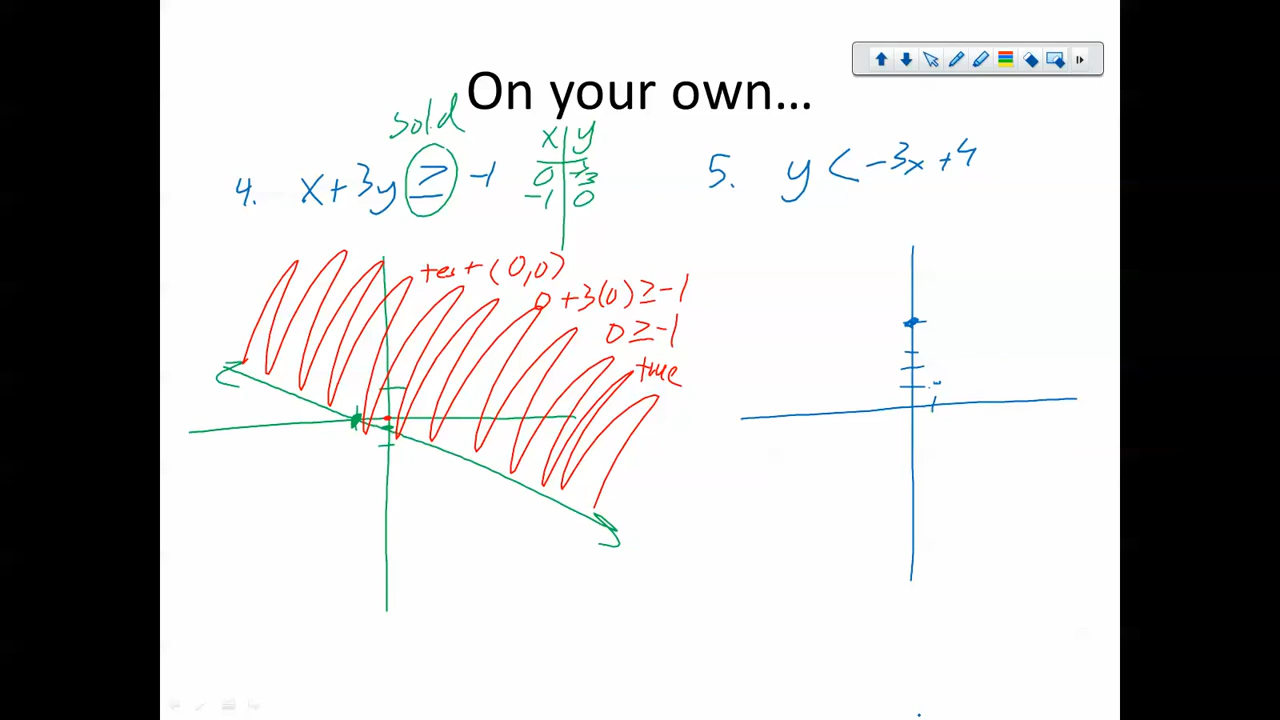 On your own...
sold
4. x+3y ≥ -1
x y
0 -1/3
-1 0
5. y < -3x +4
test (0,0)
0 +3(0) ≥ -1
0 ≥ -1
true